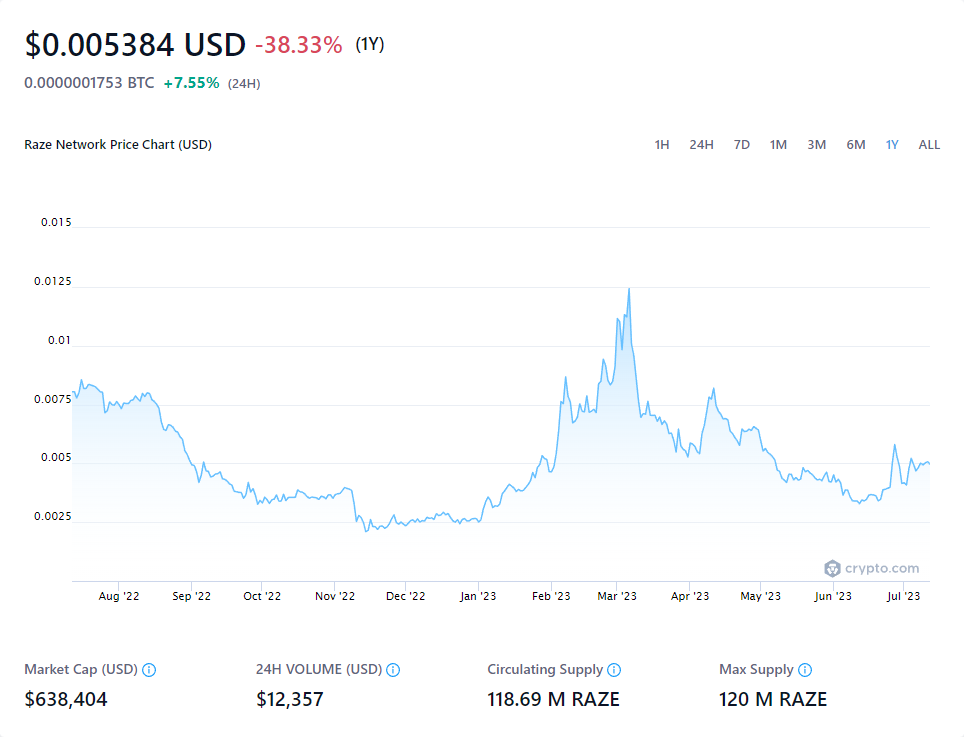 $0.005384 USD -38.33% (1Y)
0.0000001753 BTC +7.55% (24H)
Raze Network Price Chart (USD) 1H 24H 7D 1M 3M 6M 1Y ALL
0.015
0.0125
0.01
0.0075
0.005
0.0025
crypto.com
Aug '22 Sep '22 Oct '22 Nov '22 Dec '22 Jan '23 Feb '23 Mar '23 Apr '23 May '23 Jun '23 Jul '23
Market Cap (USD) 24H VOLUME (USD) Circulating Supply Max Supply
$638,404 $12,357 118.69 M RAZE 120 M RAZE